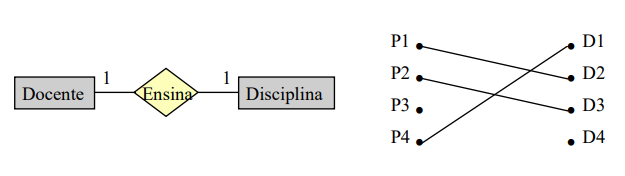 1 1
Docente Ensina Disciplina
P1 D1
P2 D2
P3 D3
P4 D4